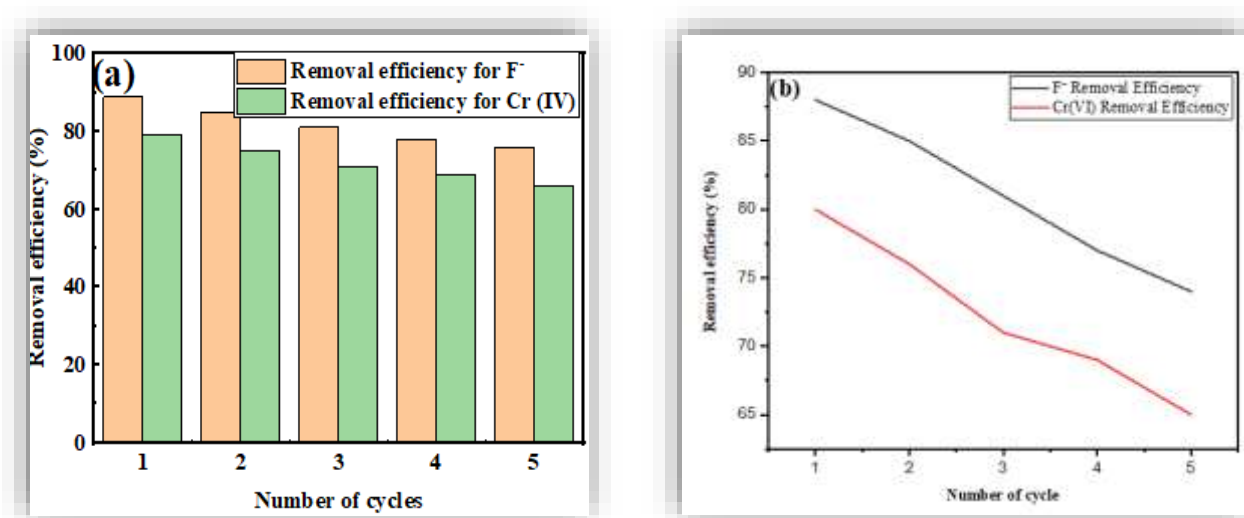 (a)
Removal efficiency for F⁻
Removal efficiency for Cr (IV)
Removal efficiency (%)
100
80
60
40
20
0
1 2 3 4 5
Number of cycles
(b)
F⁻ Removal Efficiency
Cr(VI) Removal Efficiency
Removal efficiency (%)
90
85
80
75
70
65
1 2 3 4 5
Number of cycle